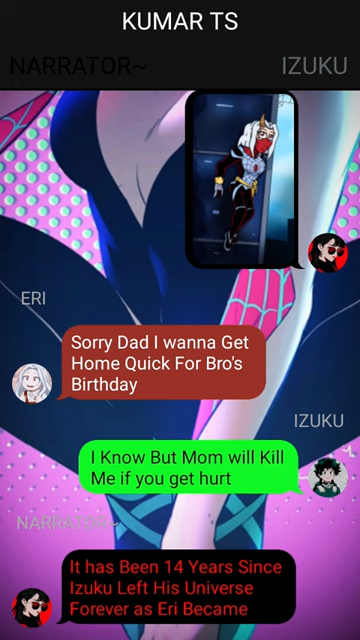 KUMAR TS
NARRATOR~
IZUKU
ERI
Sorry Dad I wanna Get
Home Quick For Bro's
Birthday
IZUKU
I Know But Mom will Kill
Me if you get hurt
NARRATOR~
It has Been 14 Years Since
Izuku Left His Universe
Forever as Eri Became